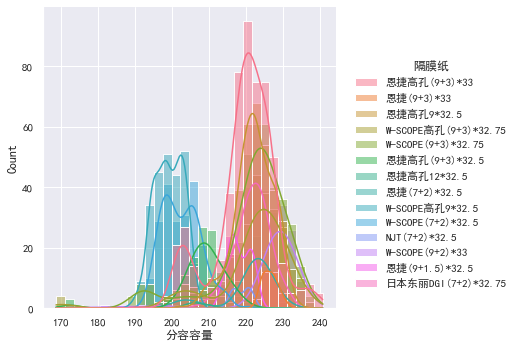 隔膜纸
恩捷高孔(9+3)*33
恩捷(9+3)*33
恩捷高孔9*32.5
W-SCOPE高孔(9+3)*32.75
W-SCOPE(9+3)*32.75
恩捷高孔(9+3)*32.5
恩捷高孔12*32.5
恩捷(7+2)*32.5
W-SCOPE高孔9*32.5
W-SCOPE(7+2)*32.5
NJT(7+2)*32.5
W-SCOPE(9+2)*33
恩捷(9+1.5)*32.5
日本东丽DGI(7+2)*32.75
Count
80
60
40
20
0
170 180 190 200 210 220 230 240
分容容量